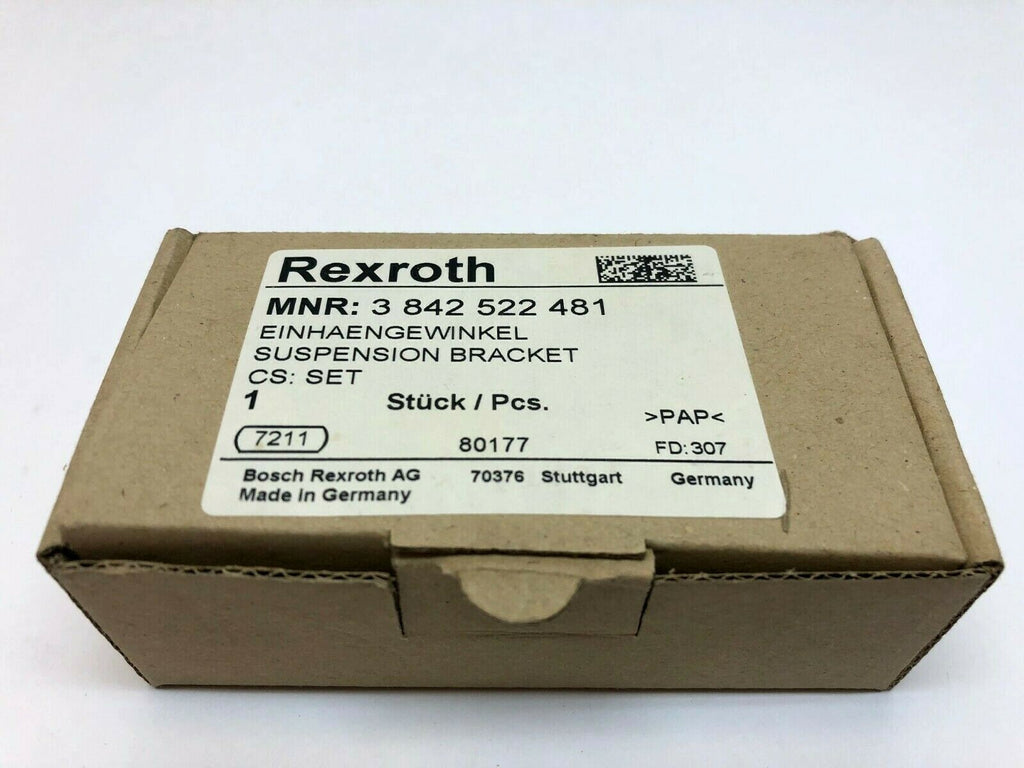 Rexroth
MNR: 3 842 522 481
EINHAENGEWINKEL
SUSPENSION BRACKET
CS: SET
1 Stück / Pcs.
>PAP<
7211 80177 FD: 307
Bosch Rexroth AG 70376 Stuttgart Germany
Made in Germany